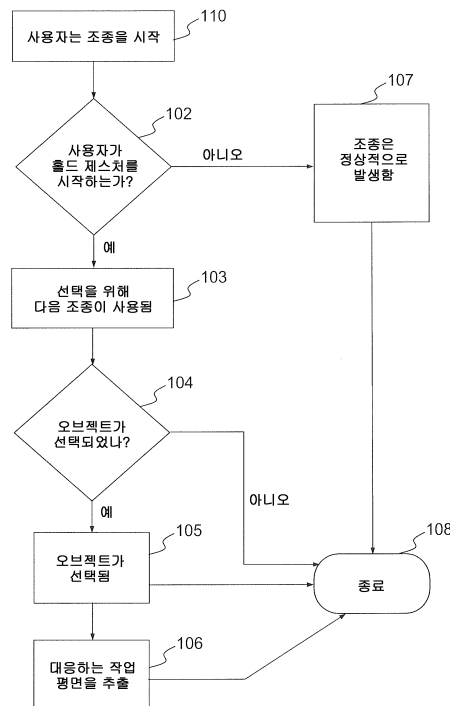 사용자는 조종을 시작
110
102
사용자가
홀드 제스처를
시작하는가?
아니오
107
조종은
정상적으로
발생함
예
103
선택을 위해
다음 조종이 사용됨
104
오브젝트가
선택되었나?
아니오
예
105
오브젝트가
선택됨
108
종료
106
대응하는 작업
평면을 추출